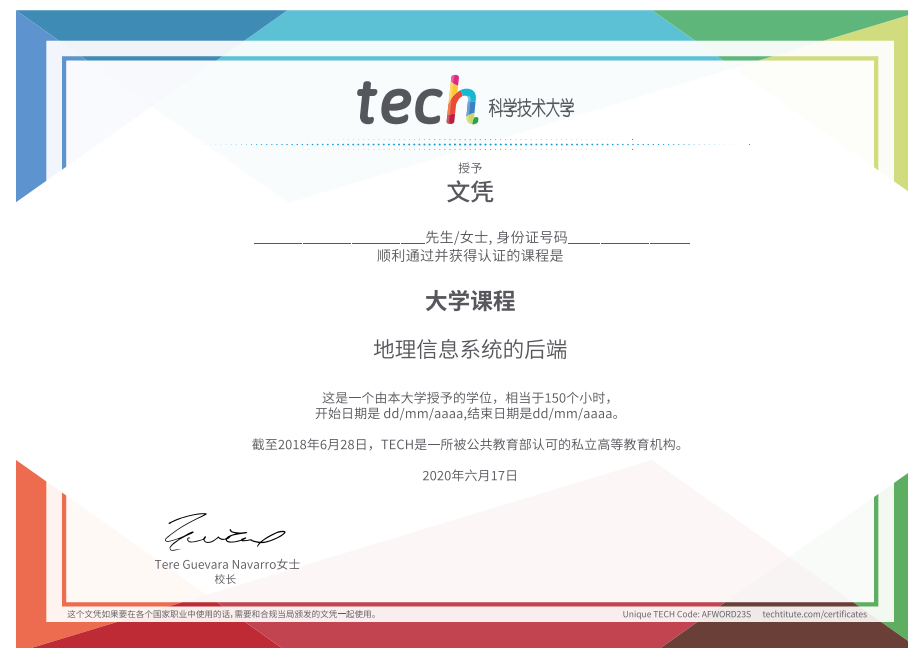 tech 科学技术大学
授予
文凭
先生/女士, 身份证号码
顺利通过并获得认证的课程是
大学课程
地理信息系统的后端
这是一个由本大学授予的学位，相当于150个小时，
开始日期是 dd/mm/aaaa,结束日期是dd/mm/aaaa。
截至2018年6月28日，TECH是一所被公共教育部认可的私立高等教育机构。
2020年六月17日
Tere Guevara Navarro女士
校长
这个文凭如果要在各个国家职业中使用的话,需要和合规当局颁发的文凭一起使用。
Unique TECH Code: AFWORD23S techtitute.com/certificates